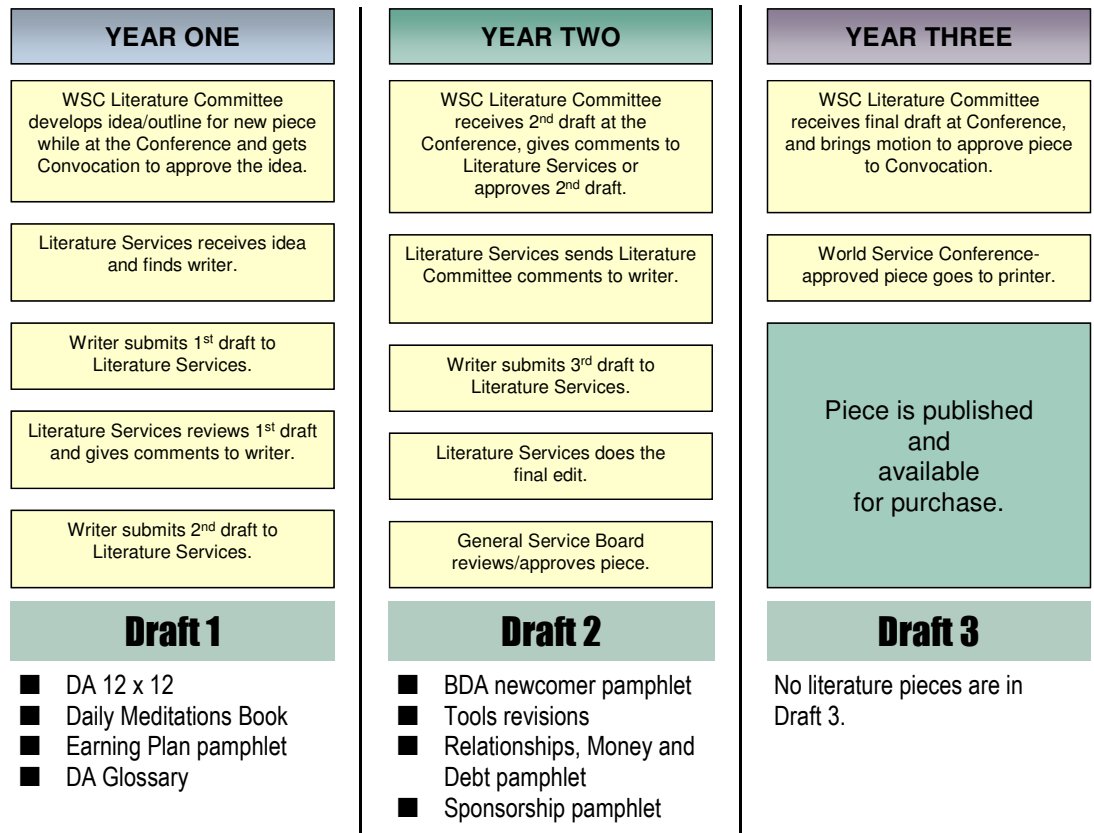 YEAR ONE
WSC Literature Committee
develops idea/outline for new piece
while at the Conference and gets
Convocation to approve the idea.
Literature Services receives idea
and finds writer.
Writer submits 1st draft to
Literature Services.
Literature Services reviews 1st draft
and gives comments to writer.
Writer submits 2nd draft to
Literature Services.
Draft 1
■ DA 12 x 12
■ Daily Meditations Book
■ Earning Plan pamphlet
■ DA Glossary
YEAR TWO
WSC Literature Committee
receives 2nd draft at the
Conference, gives comments to
Literature Services or
approves 2nd draft.
Literature Services sends Literature
Committee comments to writer.
Writer submits 3rd draft to
Literature Services.
Literature Services does the
final edit.
General Service Board
reviews/approves piece.
Draft 2
■ BDA newcomer pamphlet
■ Tools revisions
■ Relationships, Money and
Debt pamphlet
■ Sponsorship pamphlet
YEAR THREE
WSC Literature Committee
receives final draft at Conference,
and brings motion to approve piece
to Convocation.
World Service Conference-
approved piece goes to printer.
Piece is published
and
available
for purchase.
Draft 3
No literature pieces are in
Draft 3.